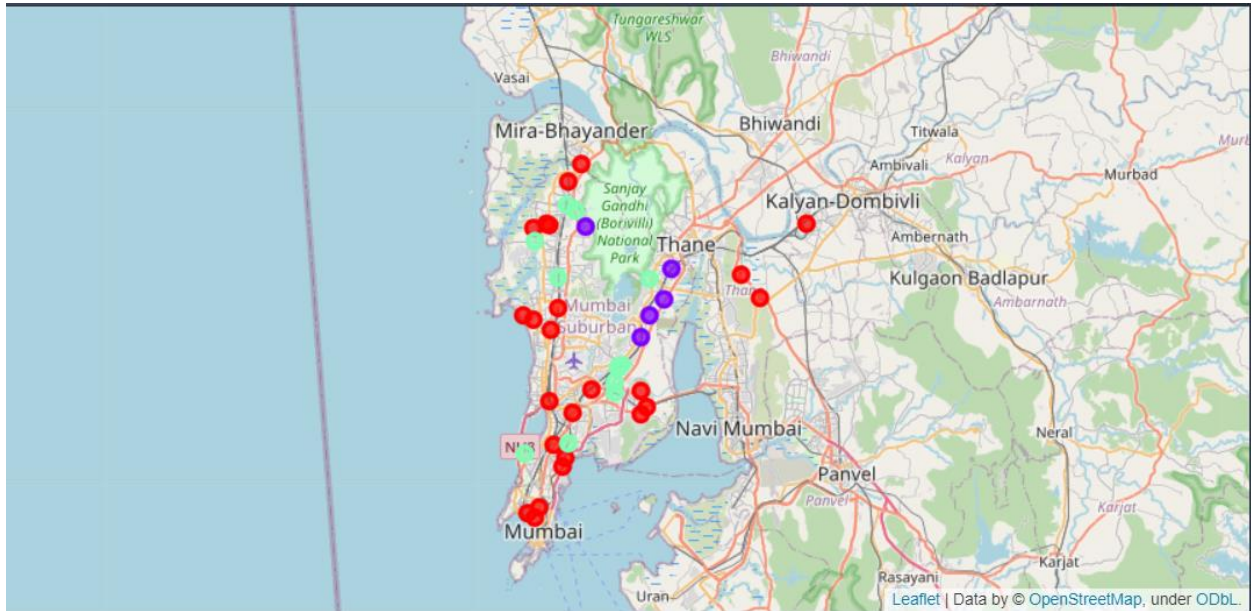 Tungareshwar
WLS
Vasai
Bhiwandi
Mira-Bhayander
Bhiwandi
Titwala
Ambivali
Kalyan
Murbad
Sanjay
Gandhi
(Borivili)
National
Park
Kalyan-Dombivli
Thane
Ambernath
Kulgaon Badlapur
Ambarnath
Mumbai
Suburban
Navi Mumbai
Neral
Panvel
Panvel
Karjat
Mumbai
Karjat
Rasayani
Uran
Leaflet | Data by © OpenStreetMap, under ODbL.